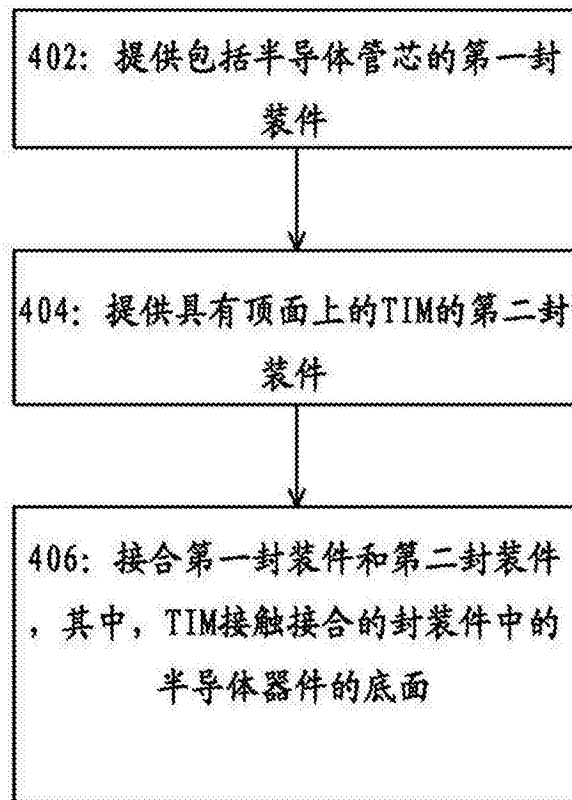 402: 提供包括半导体管芯的第一封
装件
404: 提供具有顶面上的TIM的第二封
装件
406: 接合第一封装件和第二封装件
，其中，TIM接触接合的封装件中的
半导体器件的底面